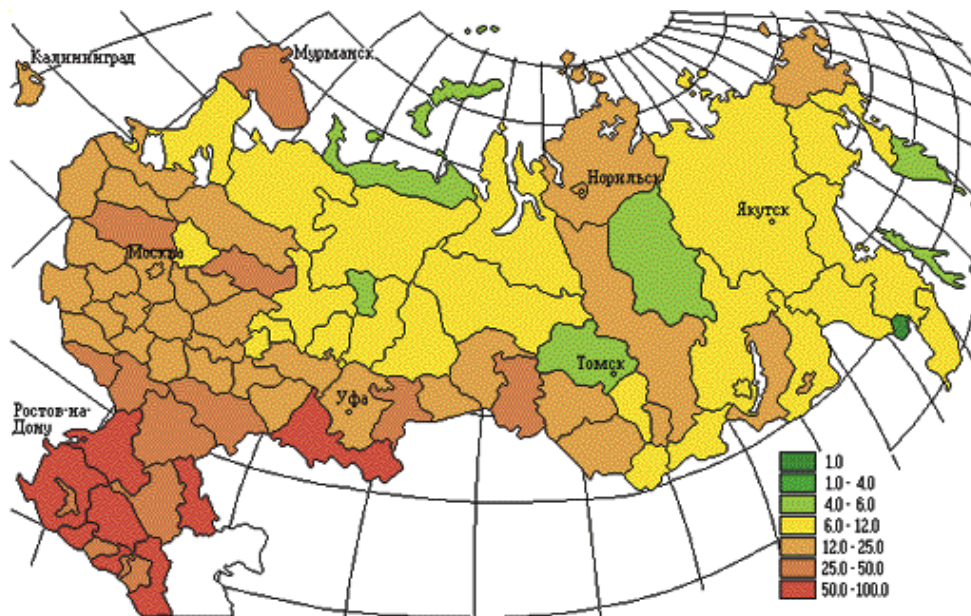 Калининград
Мурманск
Норильск
Якутск
Москва
Томск
Уфа
Ростов-на-
Дону
1.0
1.0 - 4.0
4.0 - 6.0
6.0 - 12.0
12.0 - 25.0
25.0 - 50.0
50.0 - 100.0